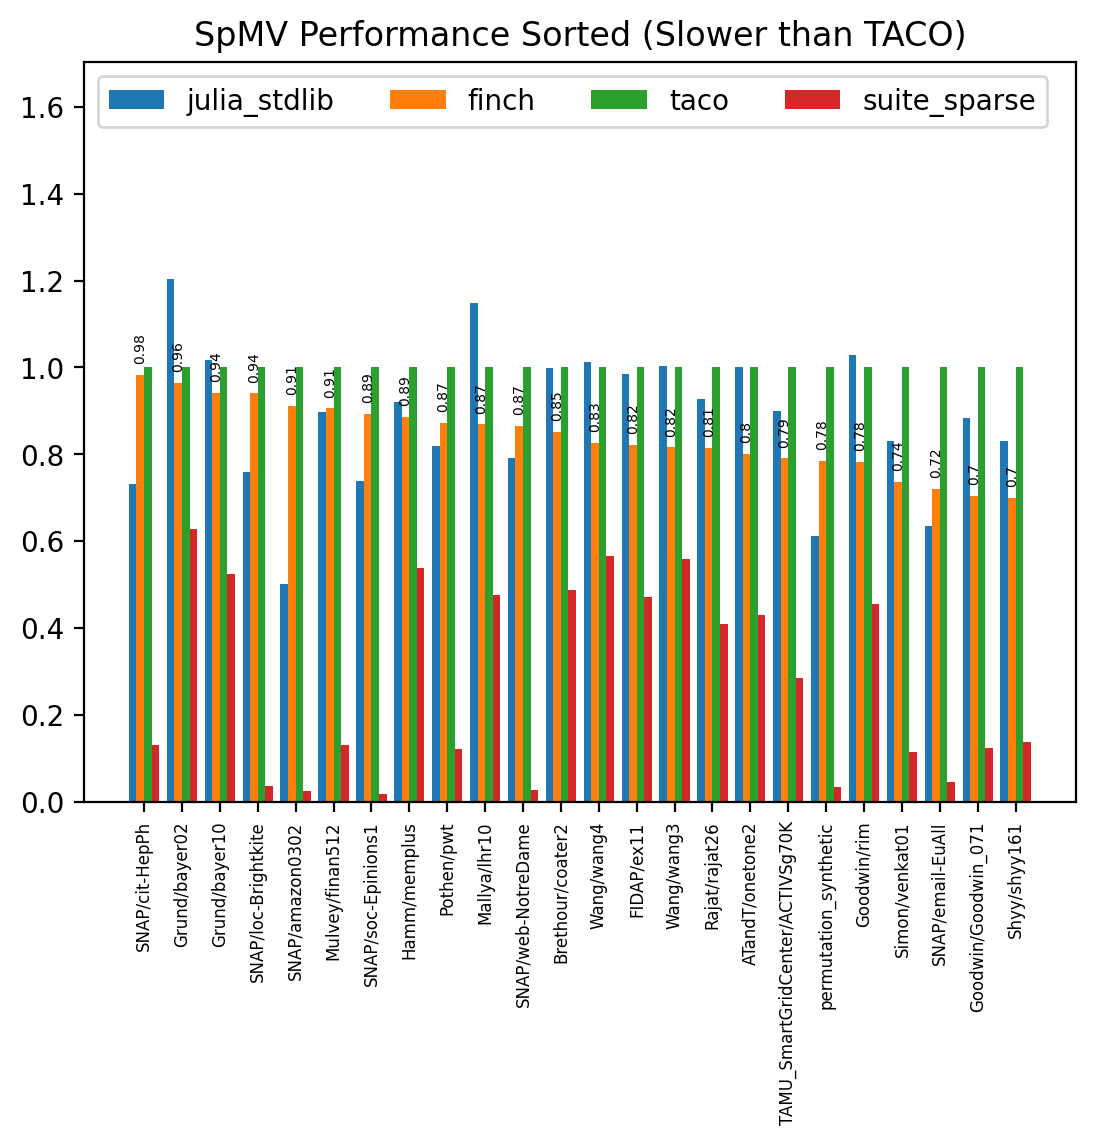 SpMV Performance Sorted (Slower than TACO)
julia_stdlib finch taco suite_sparse
1.6
1.4
1.2
1.0
0.8
0.6
0.4
0.2
0.0
0.98
0.96
0.94
0.94
0.91
0.91
0.89
0.89
0.87
0.87
0.87
0.85
0.83
0.82
0.82
0.81
0.8
0.79
0.78
0.78
0.74
0.72
0.7
0.7
SNAP/cit-HepPh
Grund/bayer02
Grund/bayer10
SNAP/loc-Brightkite
SNAP/amazon0302
Mulvey/finan512
SNAP/soc-Epinions1
Hamm/memplus
Pothen/pwt
Mallya/lhr10
SNAP/web-NotreDame
Brethour/coater2
Wang/wang4
FIDAP/ex11
Wang/wang3
Rajat/rajat26
ATandT/onetone2
TAMU_SmartGridCenter/ACTIVSg70K
permutation_synthetic
Goodwin/rim
Simon/venkat01
SNAP/email-EuAll
Goodwin/Goodwin_071
Shyy/shyy161